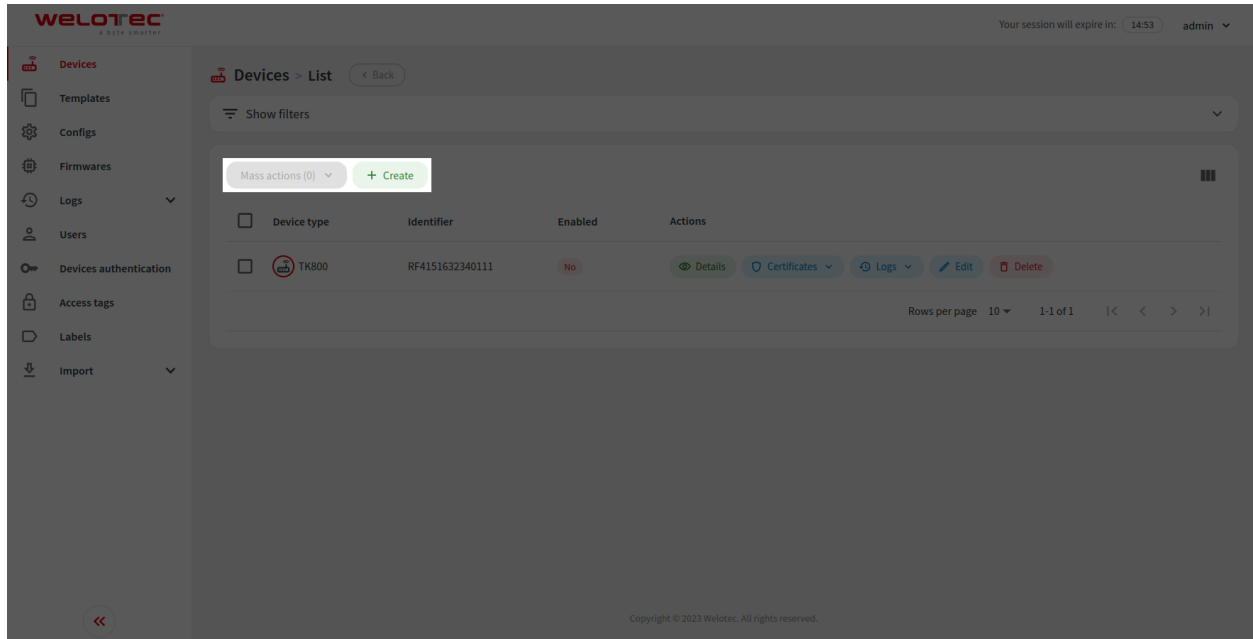 WELOTEC
a byte smarter
Your session will expire in: 14:53 admin
Devices
Templates
Configs
Firmwares
Logs
Users
Devices authentication
Access tags
Labels
Import
Devices > List < Back
Show filters
Mass actions (0) + Create
Device type Identifier Enabled Actions
TK800 RF4151632340111 No Details Certificates Logs Edit Delete
Rows per page 10 1-1 of 1
Copyright © 2023 Welotec. All rights reserved.